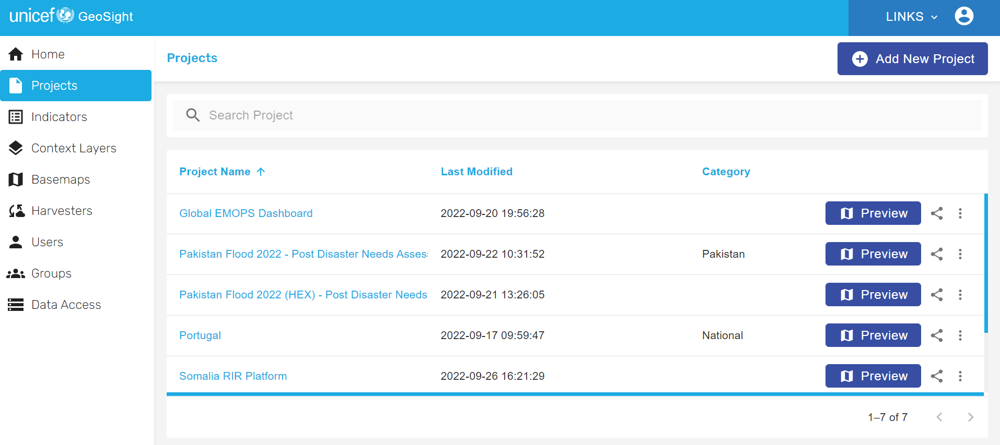 unicef GeoSight
LINKS
Home
Projects
Indicators
Context Layers
Basemaps
Harvesters
Users
Groups
Data Access
Projects
Add New Project
Search Project
Project Name Last Modified Category
Global EMOPS Dashboard 2022-09-20 19:56:28 Preview
Pakistan Flood 2022 - Post Disaster Needs Asses 2022-09-22 10:31:52 Pakistan Preview
Pakistan Flood 2022 (HEX) - Post Disaster Needs 2022-09-21 13:26:05 Preview
Portugal 2022-09-17 09:59:47 National Preview
Somalia RIR Platform 2022-09-26 16:21:29 Preview
1–7 of 7